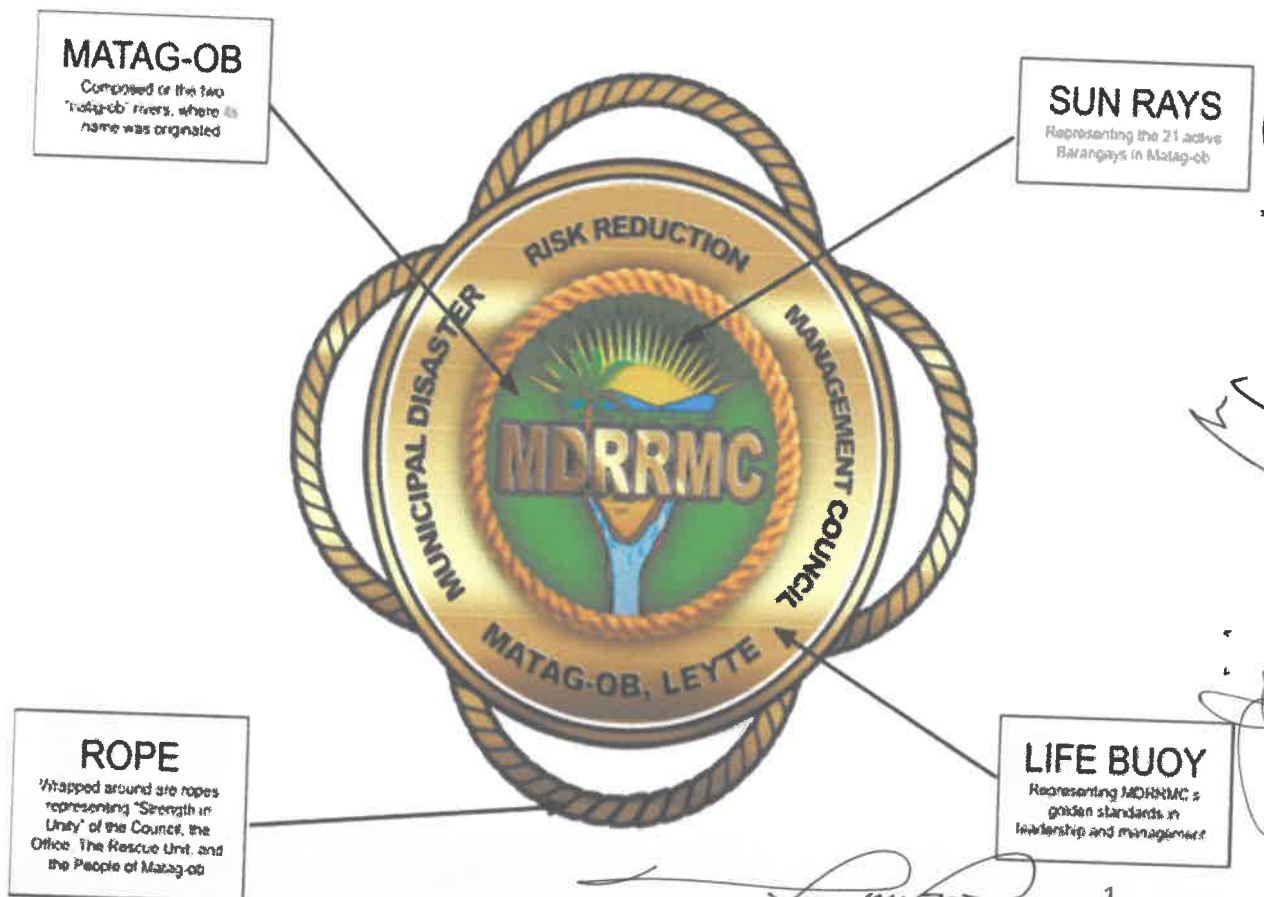 MATAG-OB
Composed or the two
"matag-ob" rivers, where its
name was originated
SUN RAYS
Representing the 21 active
Barangays in Matag-ob
MUNICIPAL DISASTER
RISK REDUCTION
MANAGEMENT COUNCIL
MDRRMC
MATAG-OB, LEYTE
ROPE
Wrapped around are ropes
representing "Strength in
Unity" of the Council, the
Office, The Rescue Unit, and
the People of Matag-ob
LIFE BUOY
Representing MDRRMC s
golden standards in
leadership and management
1